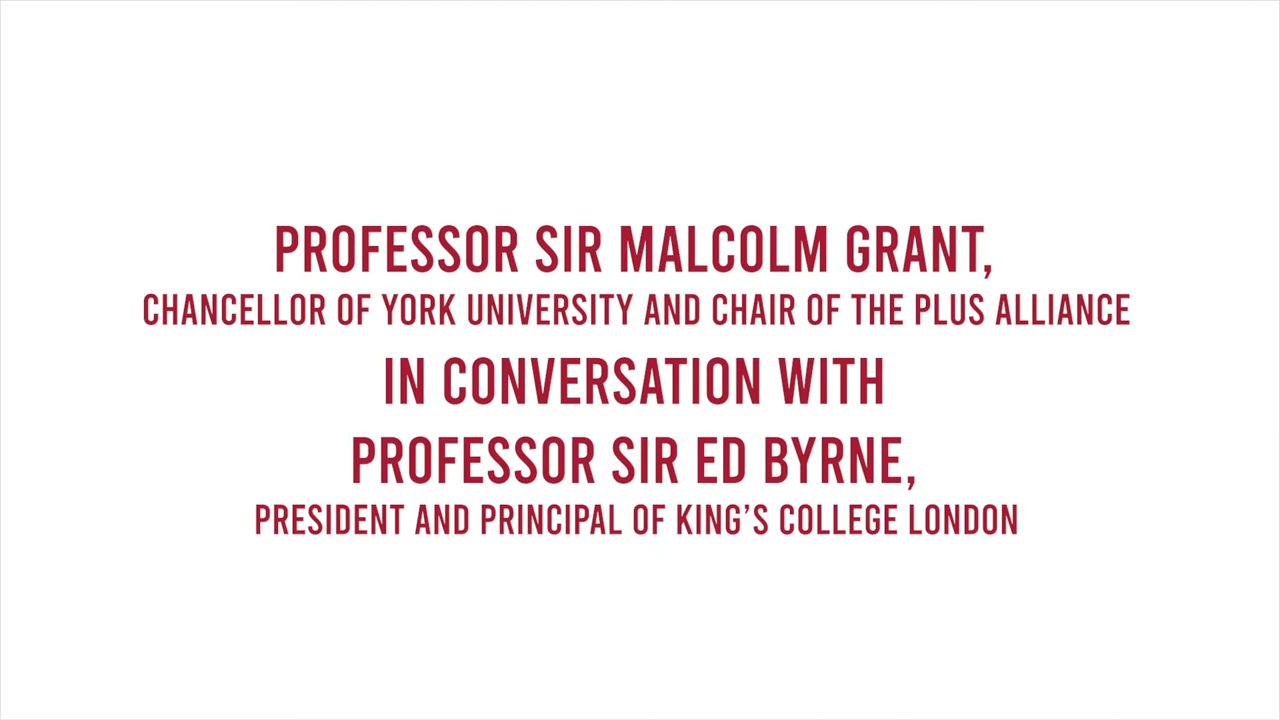 PROFESSOR SIR MALCOLM GRANT,
CHANCELLOR OF YORK UNIVERSITY AND CHAIR OF THE PLUS ALLIANCE
IN CONVERSATION WITH
PROFESSOR SIR ED BYRNE,
PRESIDENT AND PRINCIPAL OF KING’S COLLEGE LONDON